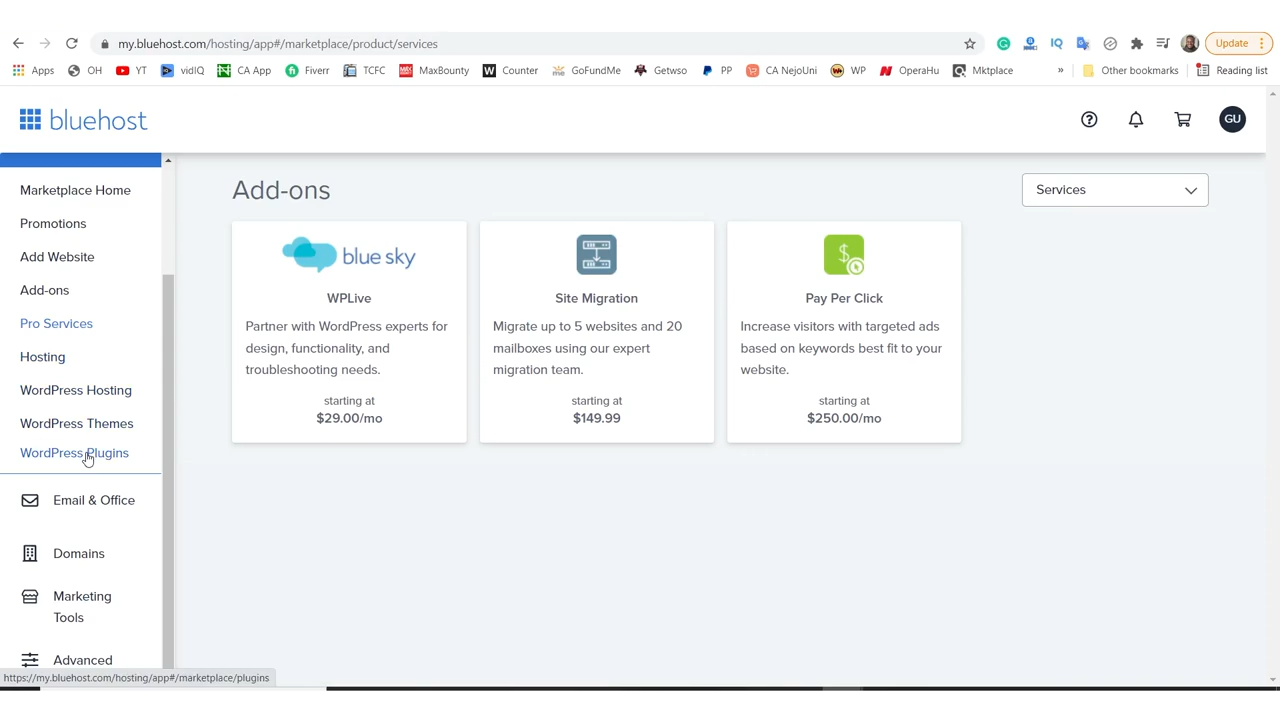 my.bluehost.com/hosting/app#/marketplace/product/services
Update
Apps
OH
YT
vidIQ
CA App
Fiverr
TCFC
MaxBounty
Counter
GoFundMe
Getwso
PP
CA NejoUni
WP
OperaHu
Mktplace
»
Other bookmarks
Reading list
bluehost
GU
Marketplace Home
Promotions
Add Website
Add-ons
Pro Services
Hosting
WordPress Hosting
WordPress Themes
WordPress Plugins
Email & Office
Domains
Marketing
Tools
Advanced
Add-ons
Services
blue sky
WPLive
Partner with WordPress experts for
design, functionality, and
troubleshooting needs.
starting at
$29.00/mo
Site Migration
Migrate up to 5 websites and 20
mailboxes using our expert
migration team.
starting at
$149.99
Pay Per Click
Increase visitors with targeted ads
based on keywords best fit to your
website.
starting at
$250.00/mo
https://my.bluehost.com/hosting/app#/marketplace/plugins